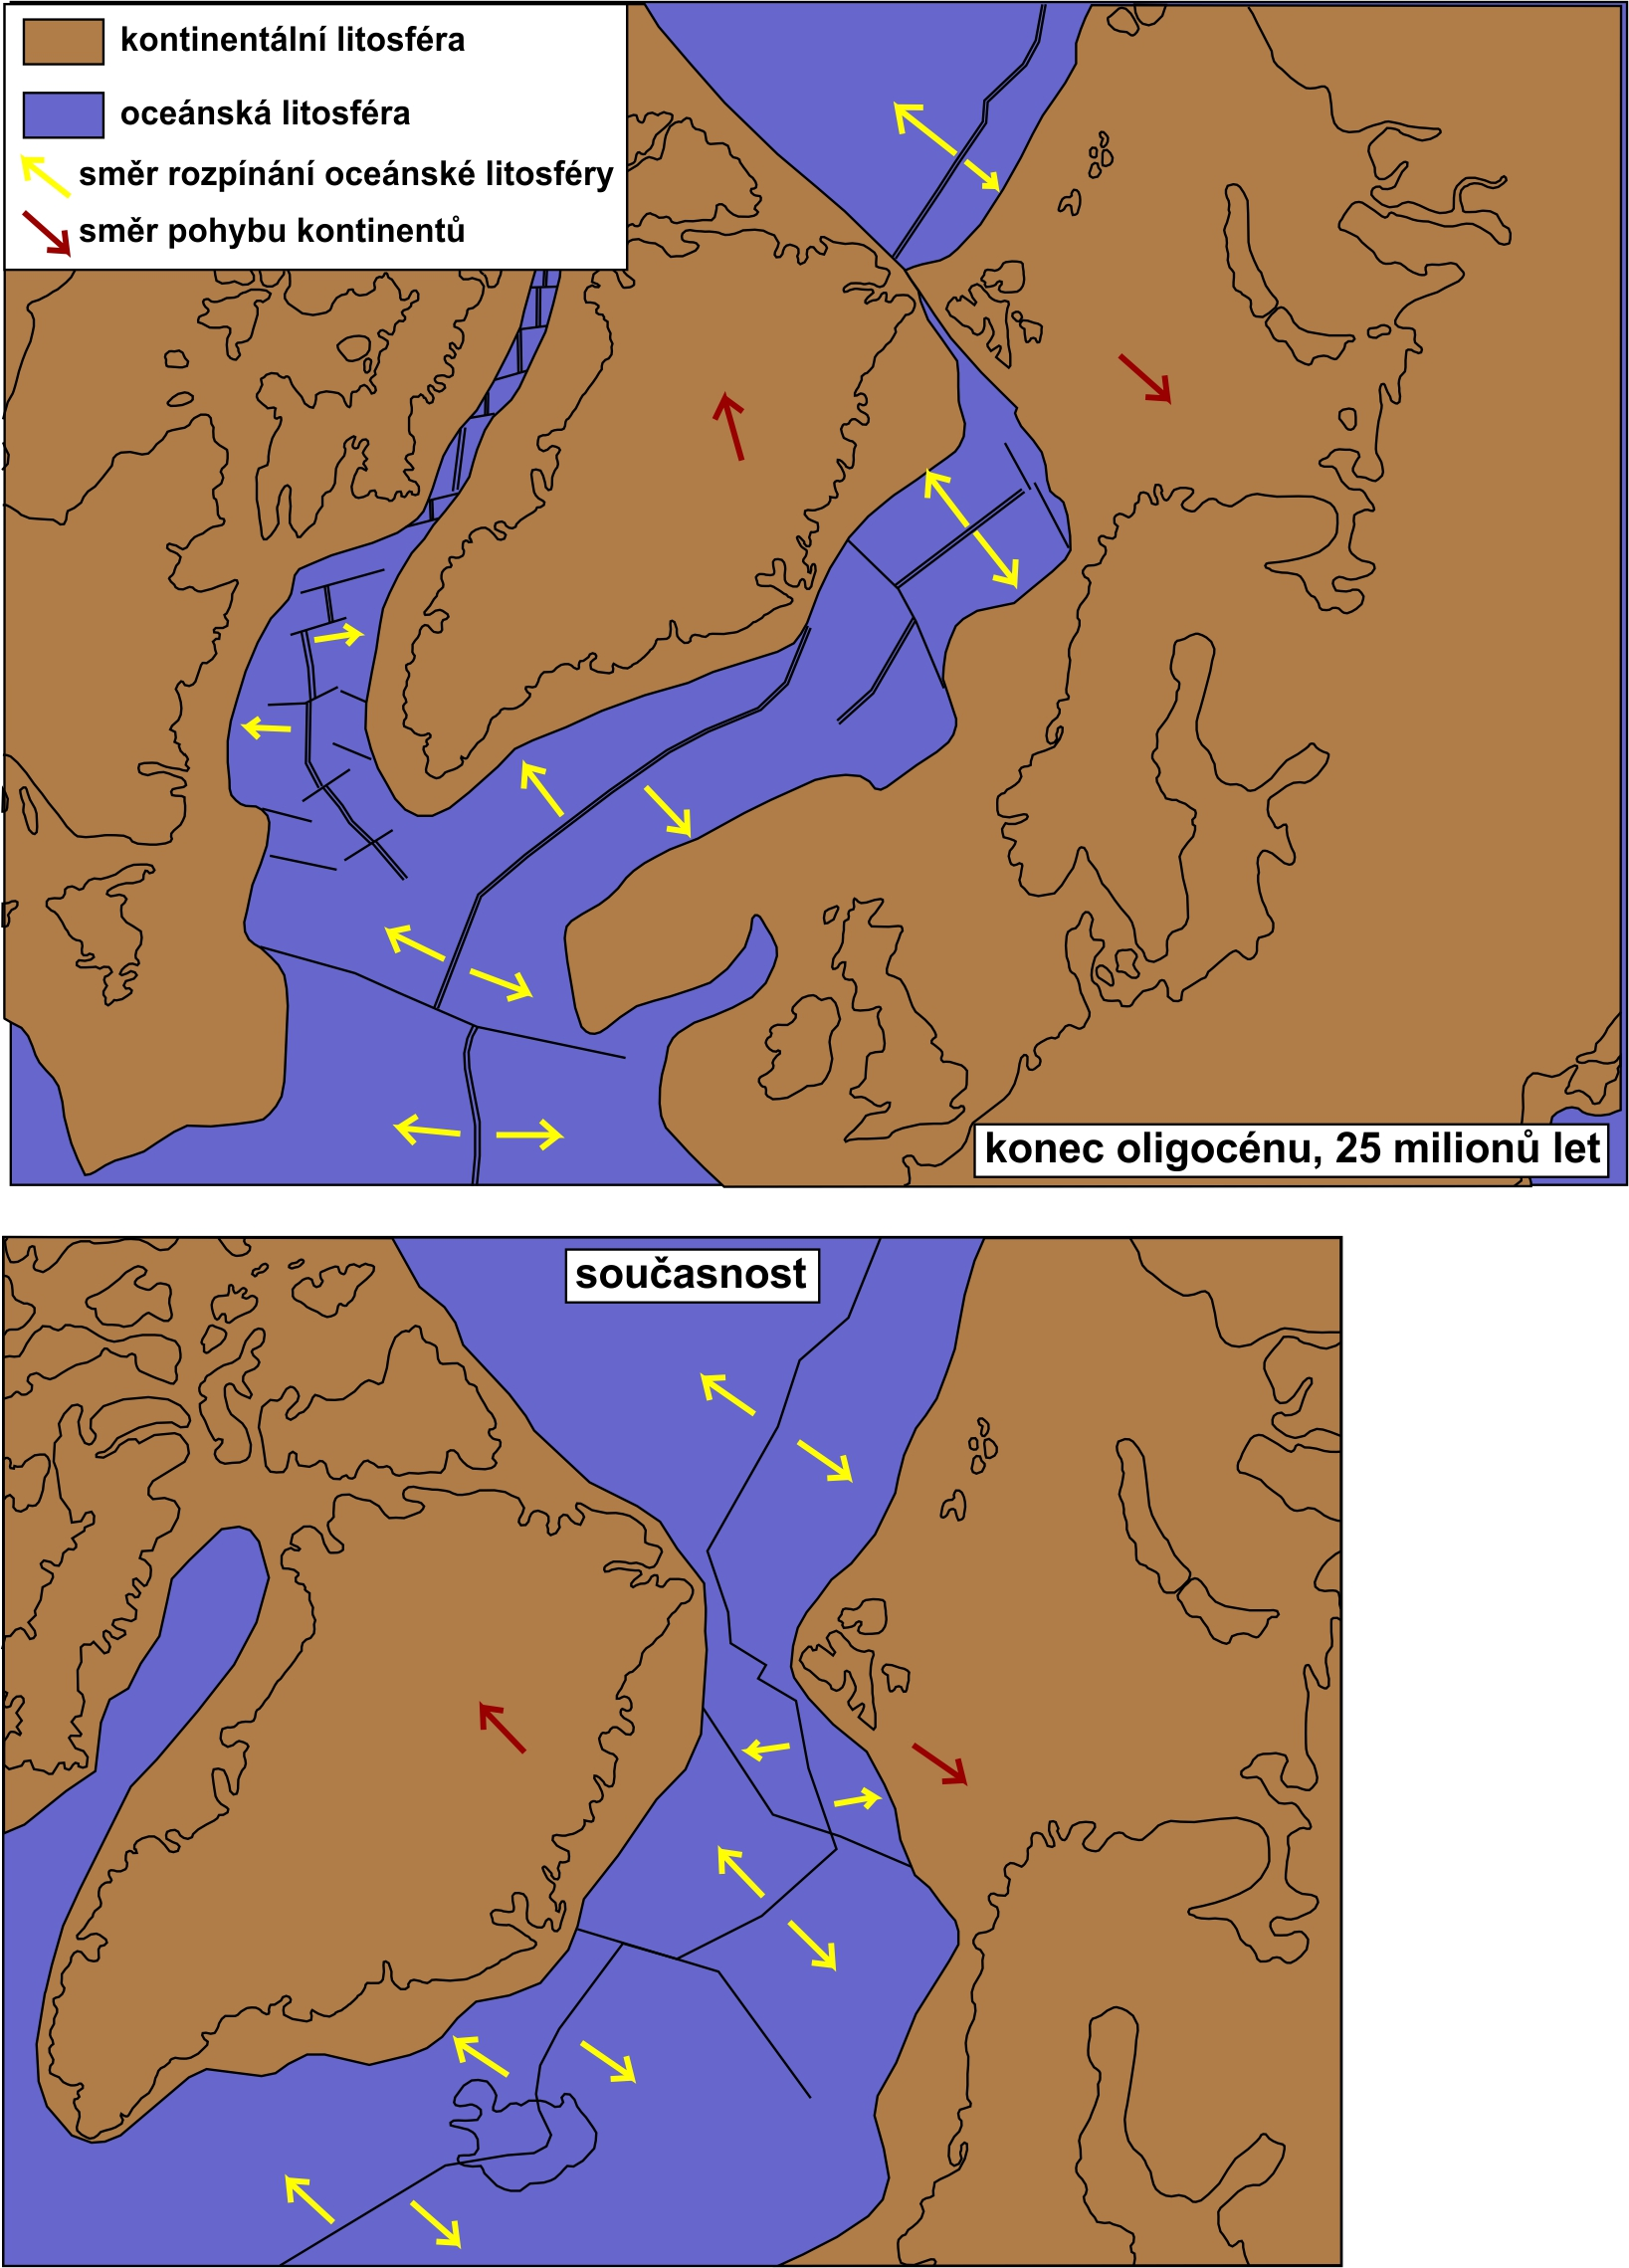 kontinentální litosféra
oceánská litosféra
směr rozpínání oceánské litosféry
směr pohybu kontinentů
konec oligocénu, 25 milionů let
současnost